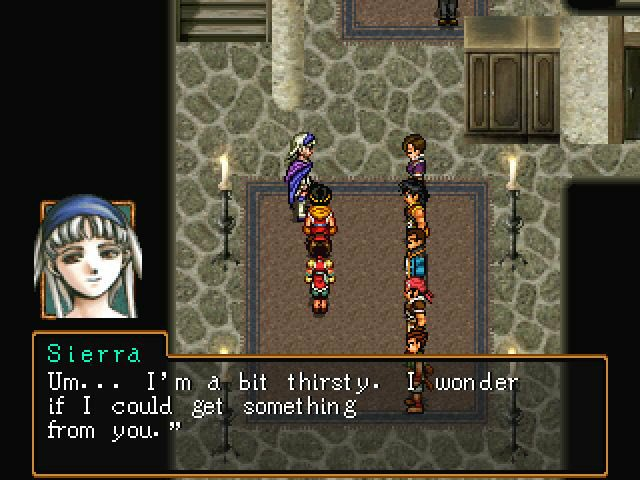 Sierra
Um... I'm a bit thirsty. I wonder
if I could get something
from you.”